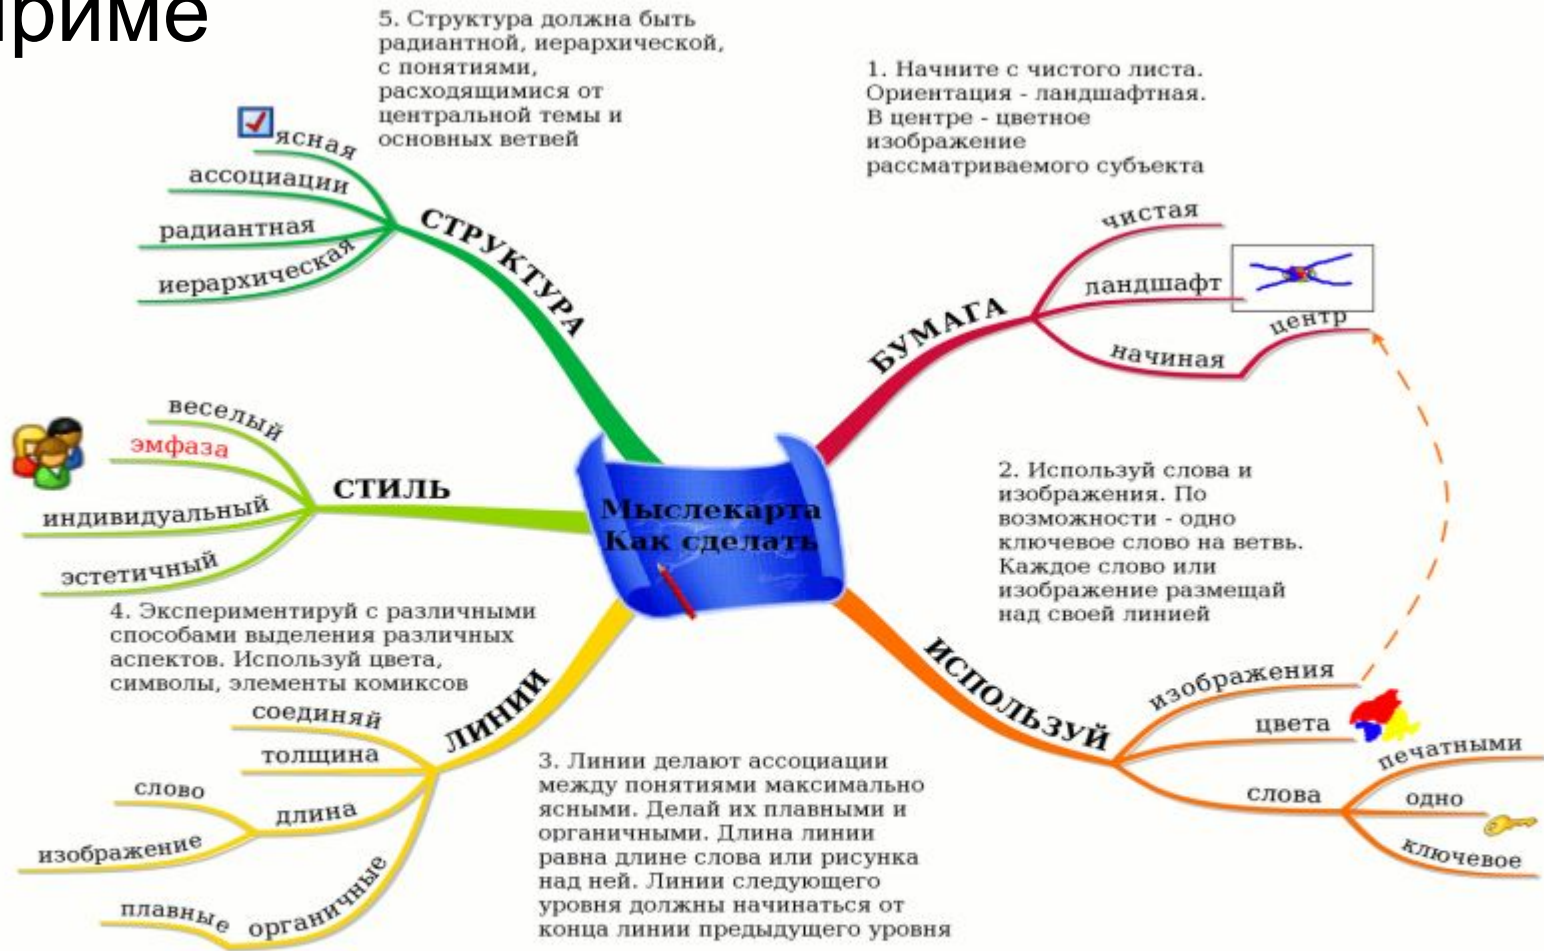 приме
5. Структура должна быть
радиантной, иерархической,
с понятиями,
расходящимися от
центральной темы и
основных ветвей
1. Начните с чистого листа.
Ориентация - ландшафтная.
В центре - цветное
изображение
рассматриваемого субъекта
ясная
ассоциации
радиантная
иерархическая
СТРУКТУРА
чистая
ландшафт
центр
начиная
БУМАГА
веселый
эмфаза
индивидуальный
эстетичный
СТИЛЬ
Мыслекарта
Как сделать
2. Используй слова и
изображения. По
возможности - одно
ключевое слово на ветвь.
Каждое слово или
изображение размещай
над своей линией
4. Экспериментируй с различными
способами выделения различных
аспектов. Используй цвета,
символы, элементы комиксов
ЛИНИИ
соединяй
толщина
слово
длина
изображение
плавные
органичные
3. Линии делают ассоциации
между понятиями максимально
ясными. Делай их плавными и
органичными. Длина линии
равна длине слова или рисунка
над ней. Линии следующего
уровня должны начинаться от
конца линии предыдущего уровня
ИСПОЛЬЗУЙ
изображения
цвета
слова
печатными
одно
ключевое